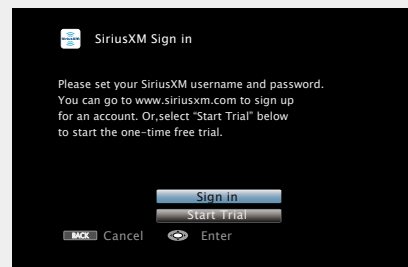 SiriusXM Sign in
Please set your SiriusXM username and password.
You can go to www.siriusxm.com to sign up
for an account. Or,select “Start Trial” below
to start the one-time free trial.
Sign in
Start Trial
BACK Cancel Enter